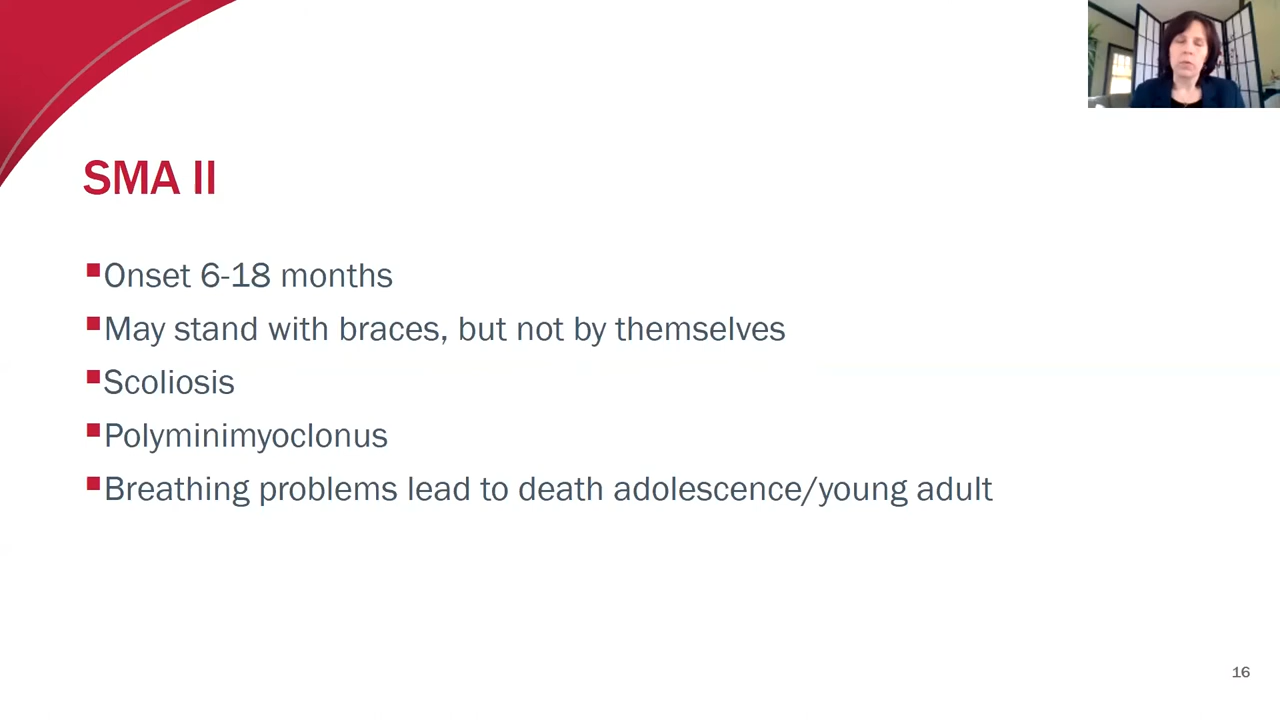 SMA II
Onset 6-18 months
May stand with braces, but not by themselves
Scoliosis
Polyminimyoclonus
Breathing problems lead to death adolescence/young adult
16